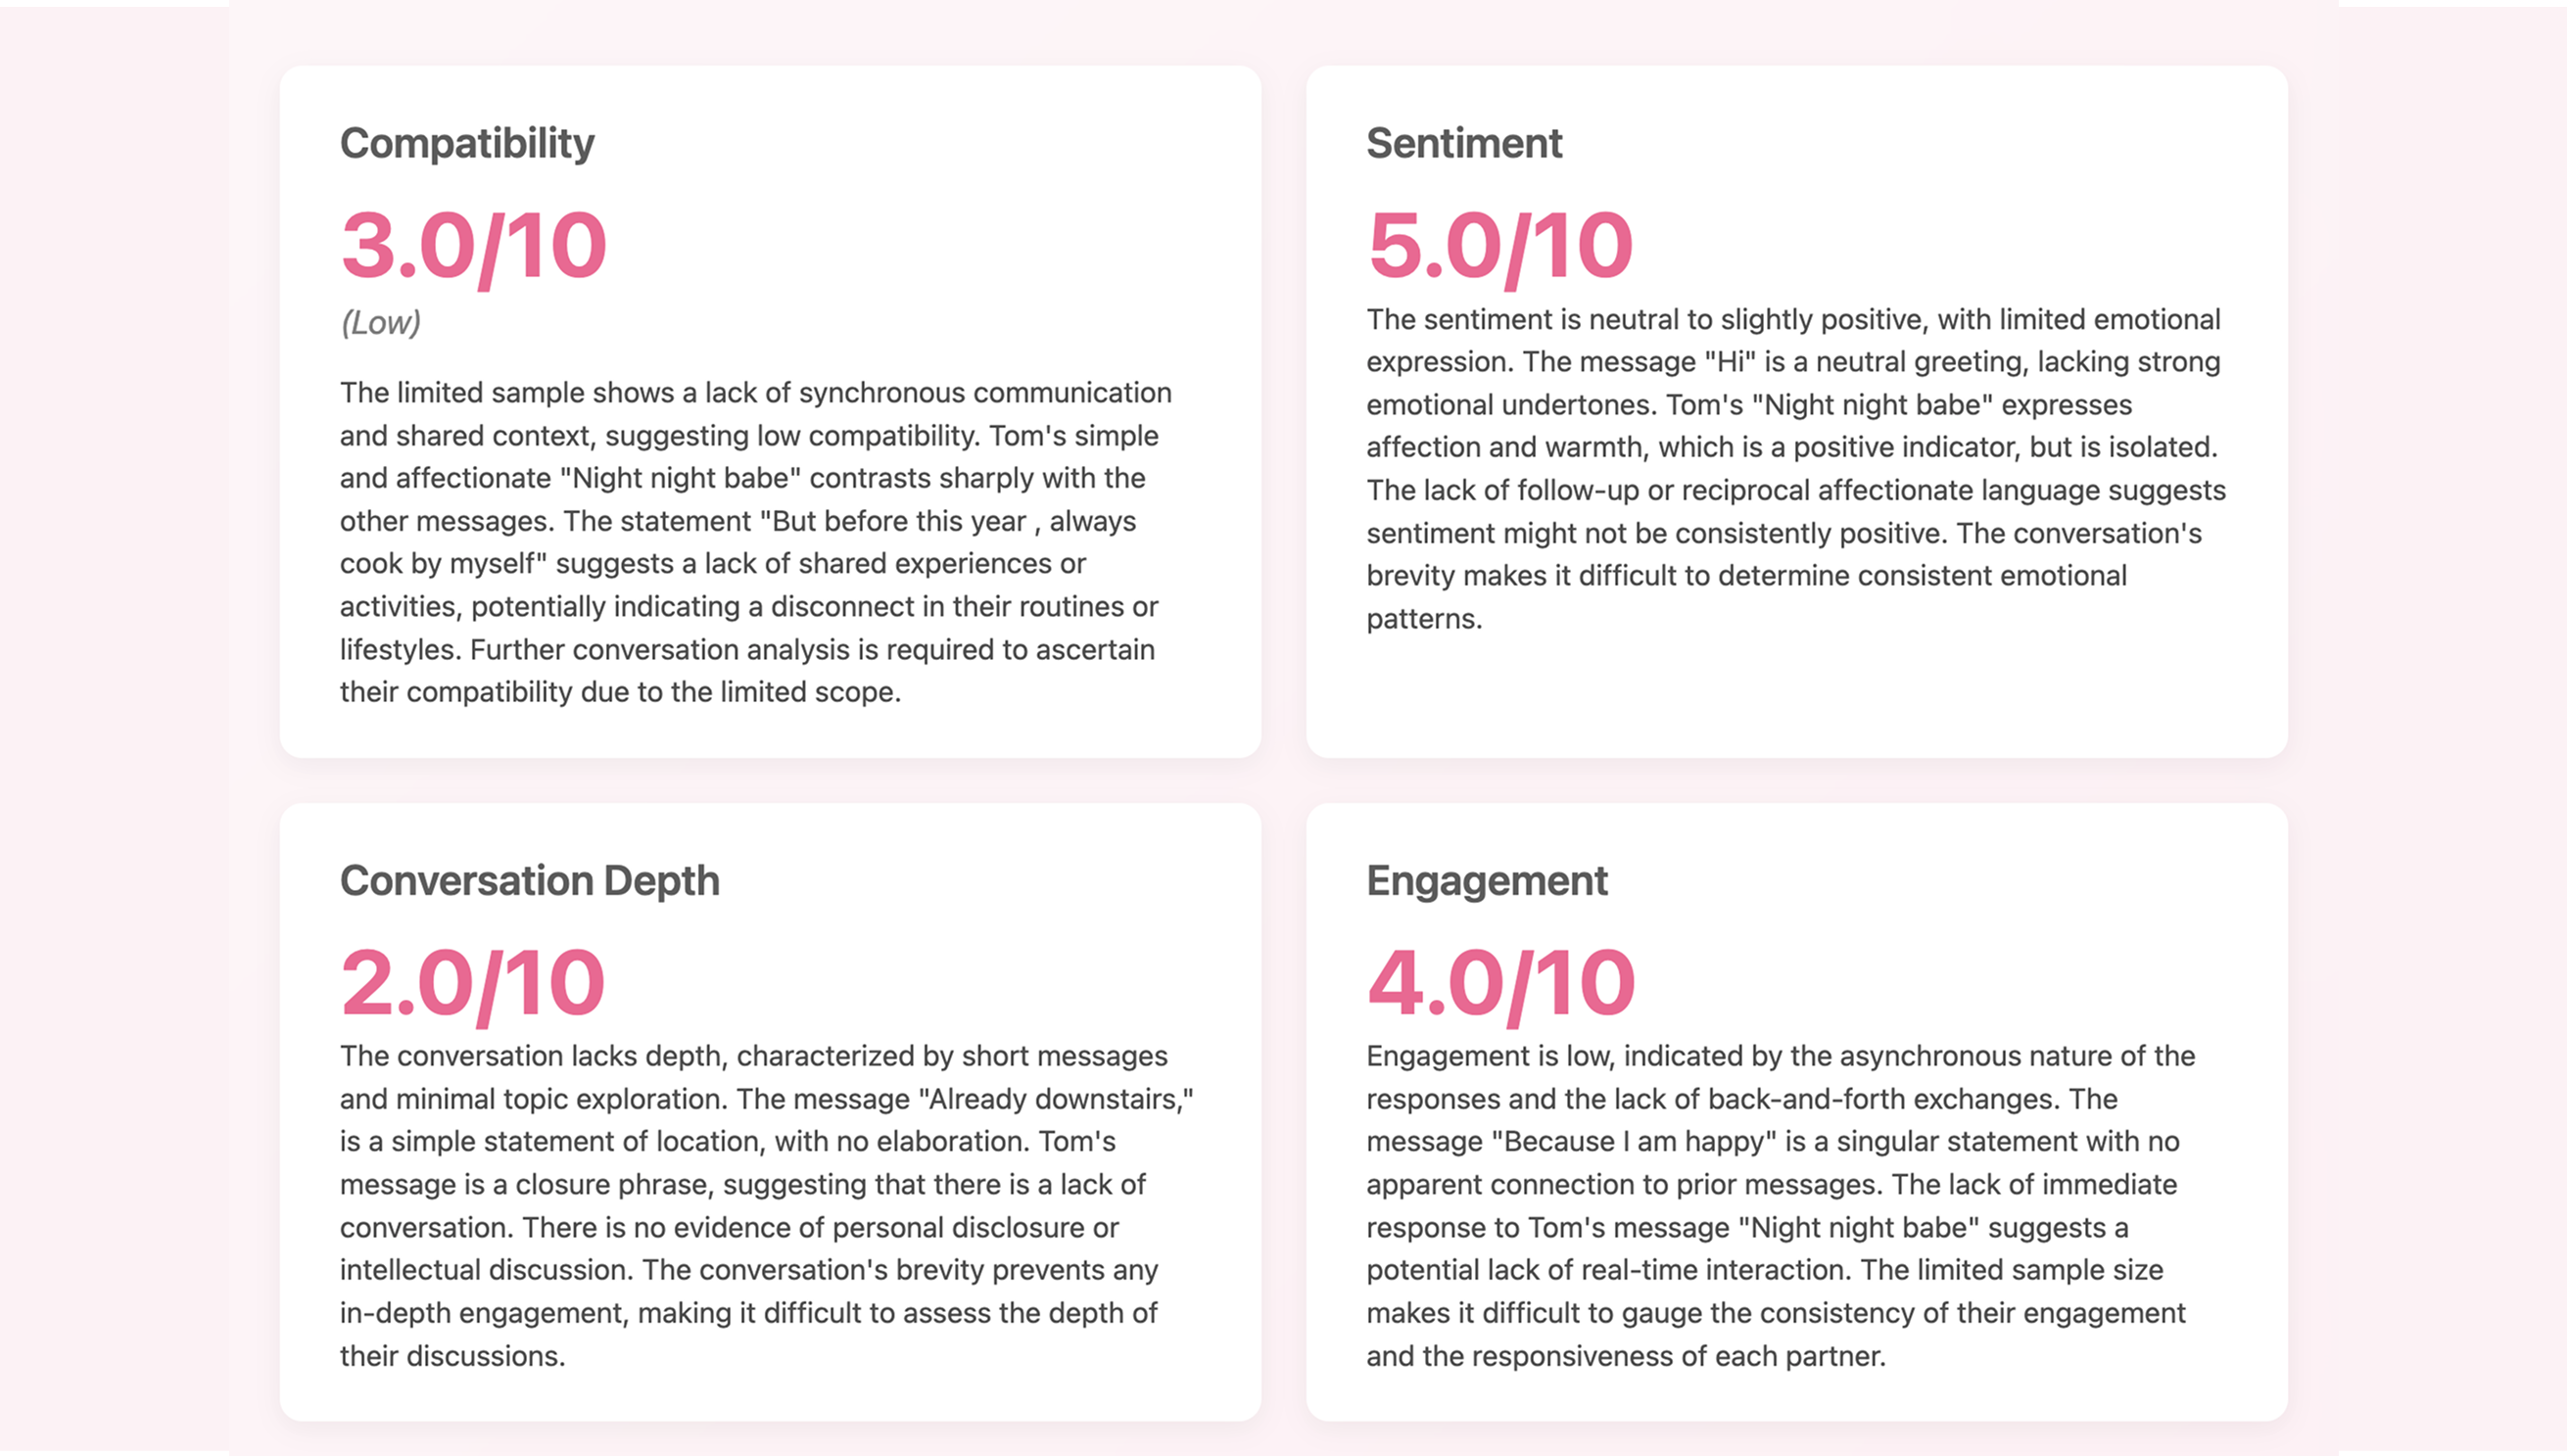 Compatibility
3.0/10
(Low)
The limited sample shows a lack of synchronous communication
and shared context, suggesting low compatibility. Tom's simple
and affectionate "Night night babe" contrasts sharply with the
other messages. The statement "But before this year , always
cook by myself" suggests a lack of shared experiences or
activities, potentially indicating a disconnect in their routines or
lifestyles. Further conversation analysis is required to ascertain
their compatibility due to the limited scope.
Sentiment
5.0/10
The sentiment is neutral to slightly positive, with limited emotional
expression. The message "Hi" is a neutral greeting, lacking strong
emotional undertones. Tom's "Night night babe" expresses
affection and warmth, which is a positive indicator, but is isolated.
The lack of follow-up or reciprocal affectionate language suggests
sentiment might not be consistently positive. The conversation's
brevity makes it difficult to determine consistent emotional
patterns.
Conversation Depth
2.0/10
The conversation lacks depth, characterized by short messages
and minimal topic exploration. The message "Already downstairs,"
is a simple statement of location, with no elaboration. Tom's
message is a closure phrase, suggesting that there is a lack of
conversation. There is no evidence of personal disclosure or
intellectual discussion. The conversation's brevity prevents any
in-depth engagement, making it difficult to assess the depth of
their discussions.
Engagement
4.0/10
Engagement is low, indicated by the asynchronous nature of the
responses and the lack of back-and-forth exchanges. The
message "Because I am happy" is a singular statement with no
apparent connection to prior messages. The lack of immediate
response to Tom's message "Night night babe" suggests a
potential lack of real-time interaction. The limited sample size
makes it difficult to gauge the consistency of their engagement
and the responsiveness of each partner.